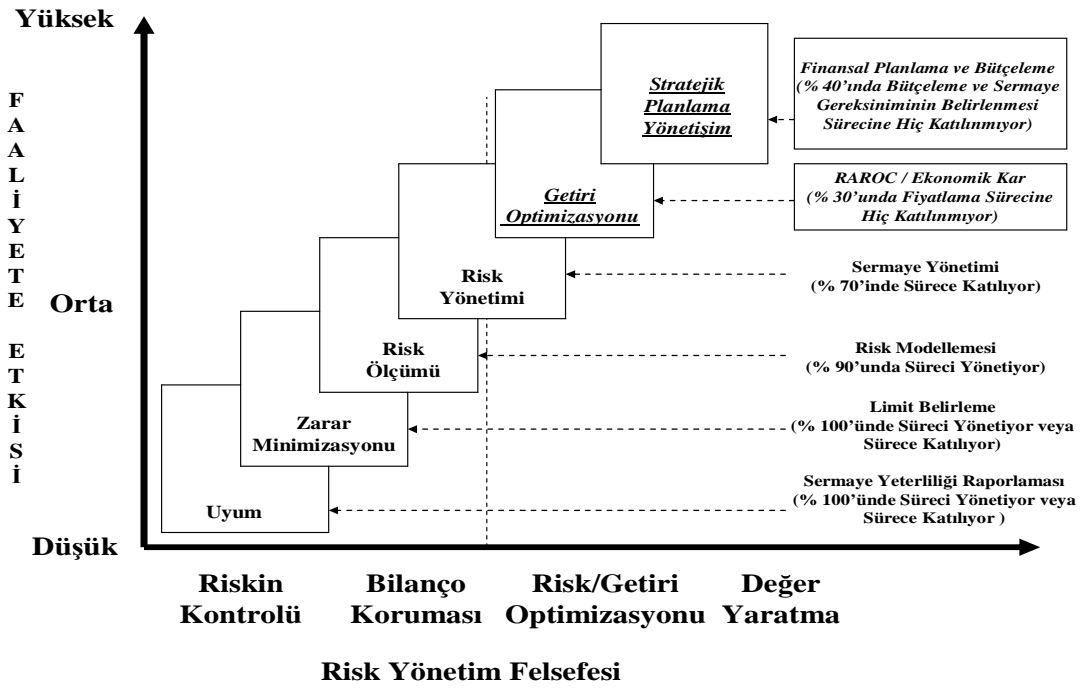 Yüksek
FAALİYETE ETKİSİ
Orta
Düşük
Stratejik
Planlama
Yönetişim
Getiri
Optimizasyonu
Risk
Yönetimi
Risk
Ölçümü
Zarar
Minimizasyonu
Uyum
Finansal Planlama ve Bütçeleme
(% 40'ında Bütçeleme ve Sermaye
Gereksiniminin Belirlenmesi
Sürecine Hiç Katılınmıyor)
RAROC / Ekonomik Kar
(% 30'unda Fiyatlama Sürecine
Hiç Katılınmıyor)
Sermaye Yönetimi
(% 70'inde Sürece Katılıyor)
Risk Modellemesi
(% 90'unda Süreci Yönetiyor)
Limit Belirleme
(% 100'ünde Süreci Yönetiyor veya
Sürece Katılıyor)
Sermaye Yeterliliği Raporlaması
(% 100'ünde Süreci Yönetiyor veya
Sürece Katılıyor )
Riskin
Kontrolü
Bilanço
Koruması
Risk/Getiri
Optimizasyonu
Değer
Yaratma
Risk Yönetim Felsefesi